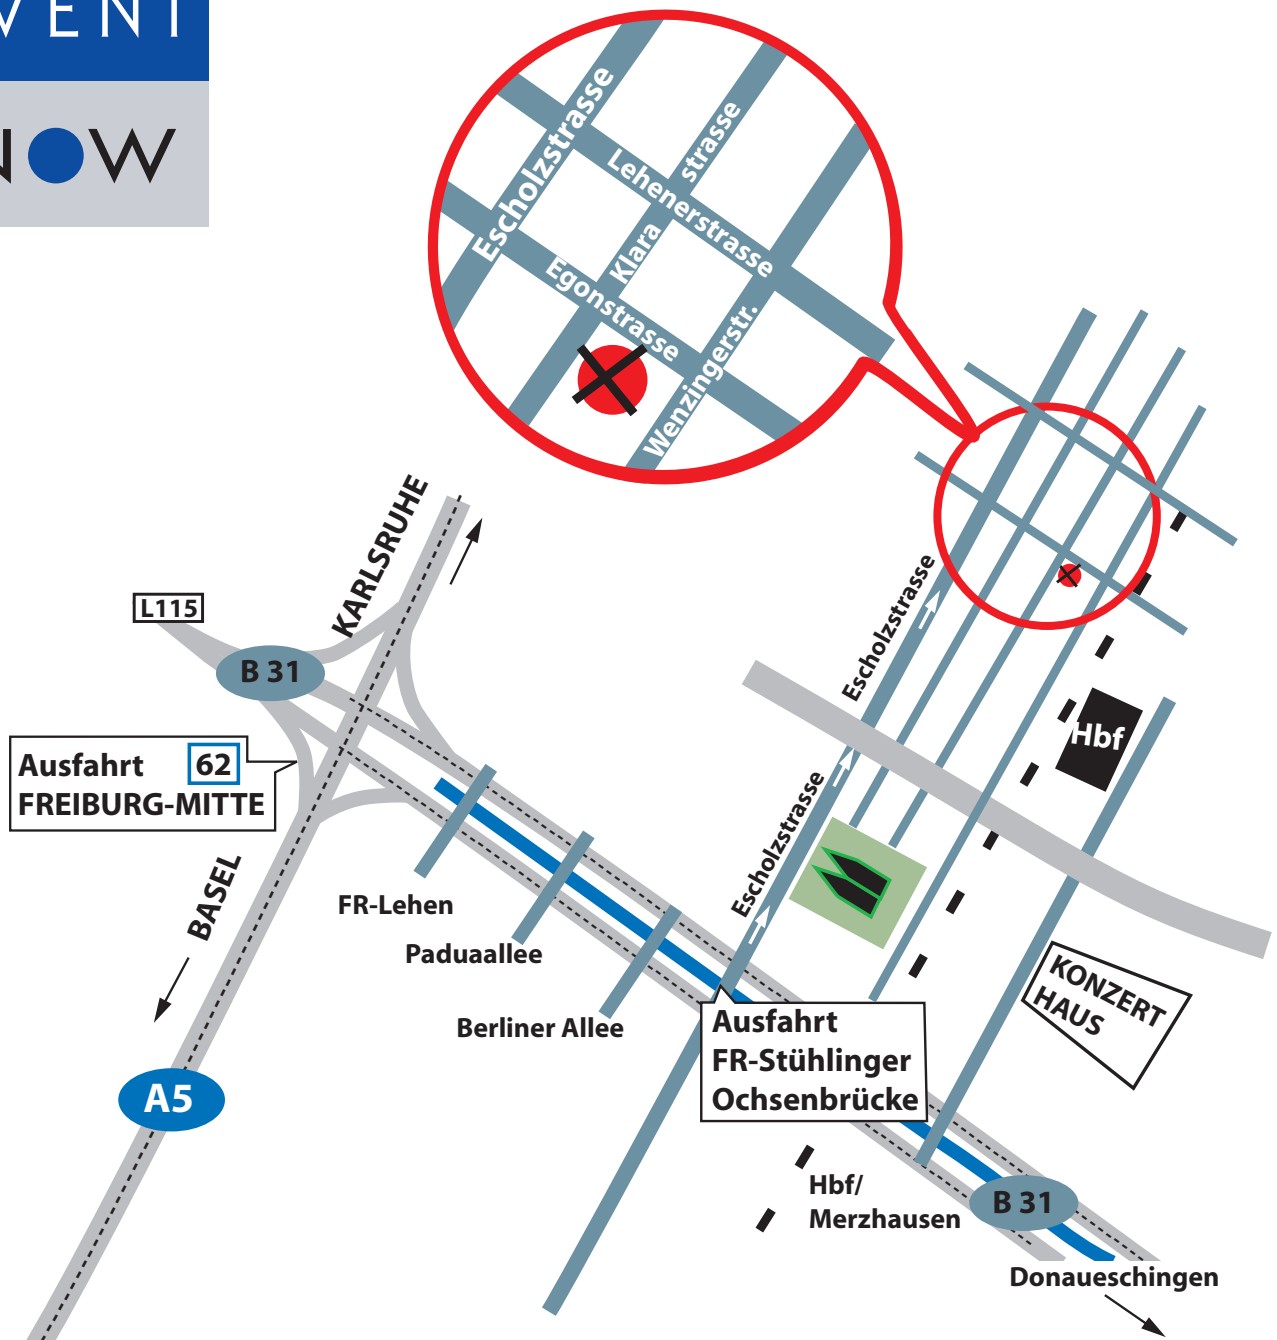 VENT
NOW
Escholzstrasse
Klara strasse
Lehenerstrasse
Egonstrasse
Wenzingerstr.
KARLSRUHE
L115
B 31
Ausfahrt 62
FREIBURG-MITTE
BASEL
A5
FR-Lehen
Paduaallee
Berliner Allee
Escholzstrasse
Escholzstrasse
Hbf
KONZERT
HAUS
Ausfahrt
FR-Stühlinger
Ochsenbrücke
Hbf/
Merzhausen
B 31
Donaueschingen